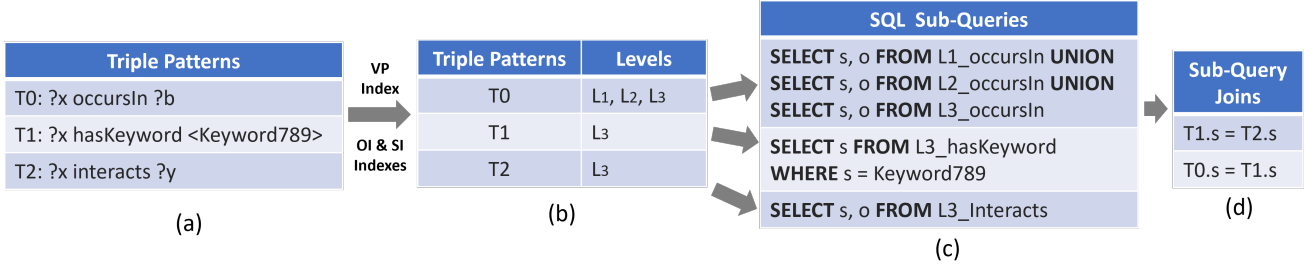 Triple Patterns
T0: ?x occursIn ?b
T1: ?x hasKeyword <Keyword789>
T2: ?x interacts ?y
(a)
VP
Index
OI & SI
Indexes
Triple Patterns Levels
T0 L1, L2, L3
T1 L3
T2 L3
(b)
SQL Sub-Queries
SELECT s, o FROM L1_occursIn UNION
SELECT s, o FROM L2_occursIn UNION
SELECT s, o FROM L3_occursIn
SELECT s FROM L3_hasKeyword
WHERE s = Keyword789
SELECT s, o FROM L3_Interacts
(c)
Sub-Query
Joins
T1.s = T2.s
T0.s = T1.s
(d)